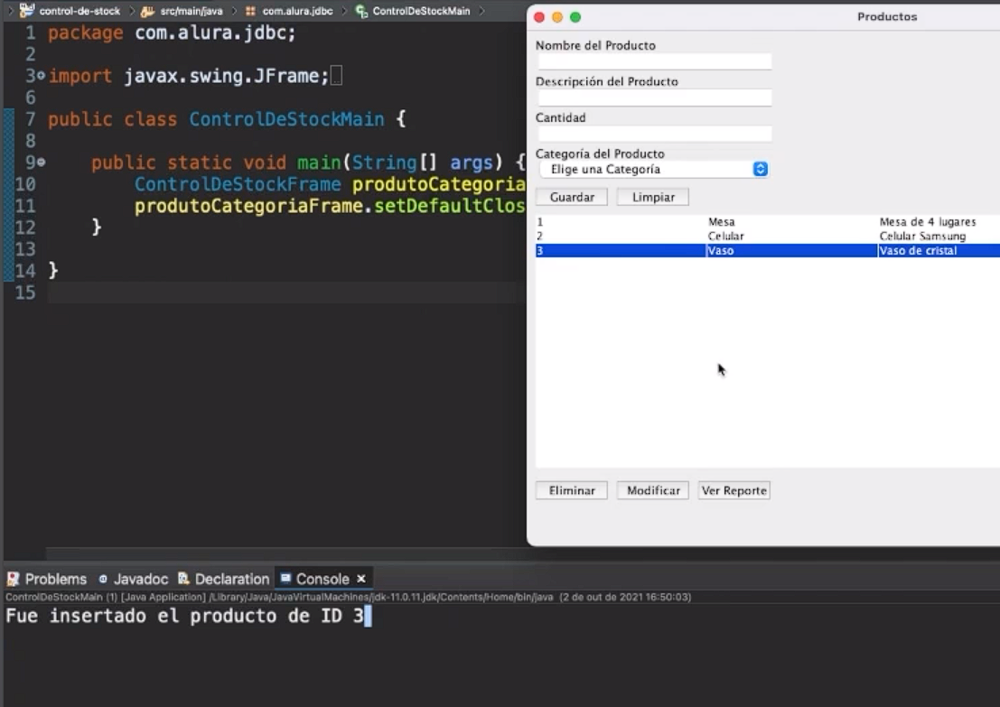 control-de-stock src/main/java com.alura.jdbc ControlDeStockMain
1 package com.alura.jdbc;
2
3 import javax.swing.JFrame;
6
7 public class ControlDeStockMain {
8
9 public static void main(String[] args) {
10 ControlDeStockFrame produtoCategoria
11 produtoCategoriaFrame.setDefaultClos
12 }
13
14 }
15
Productos
Nombre del Producto
Descripción del Producto
Cantidad
Categoría del Producto
Elige una Categoría
Guardar Limpiar
1 Mesa Mesa de 4 lugares
2 Celular Celular Samsung
3 Vaso Vaso de cristal
Eliminar Modificar Ver Reporte
Problems Javadoc Declaration Console
ControlDeStockMain (1) [Java Application] /Library/Java/JavaVirtualMachines/jdk-11.0.11.jdk/Contents/Home/bin/java (2 de out de 2021 16:50:03)
Fue insertado el producto de ID 3